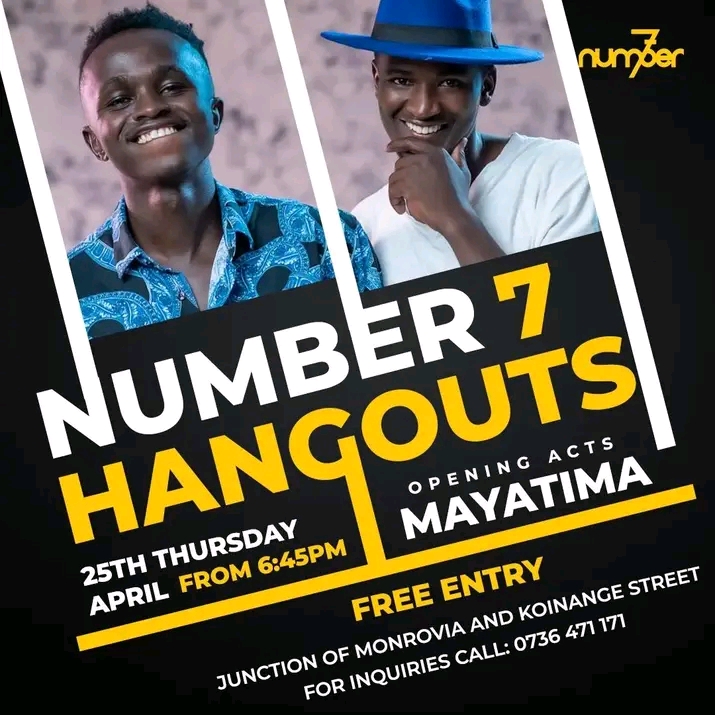 number
7
NUMBER 7
HANGOUTS
OPENING ACTS
MAYATIMA
25TH THURSDAY
APRIL FROM 6:45PM
FREE ENTRY
JUNCTION OF MONROVIA AND KOINANGE STREET
FOR INQUIRIES CALL: 0736 471 171